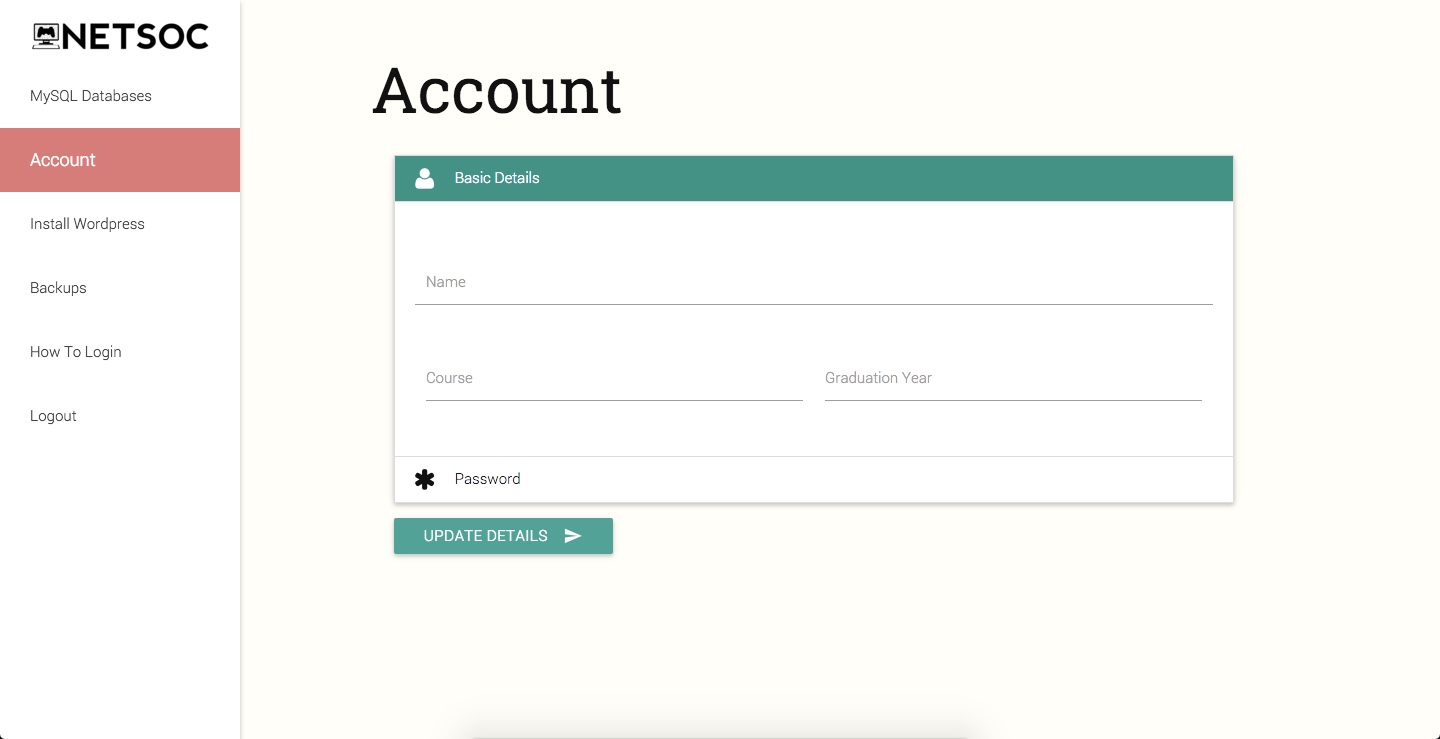 NETSOC
MySQL Databases
Account
Install Wordpress
Backups
How To Login
Logout
Account
Basic Details
Name
Course Graduation Year
Password
UPDATE DETAILS